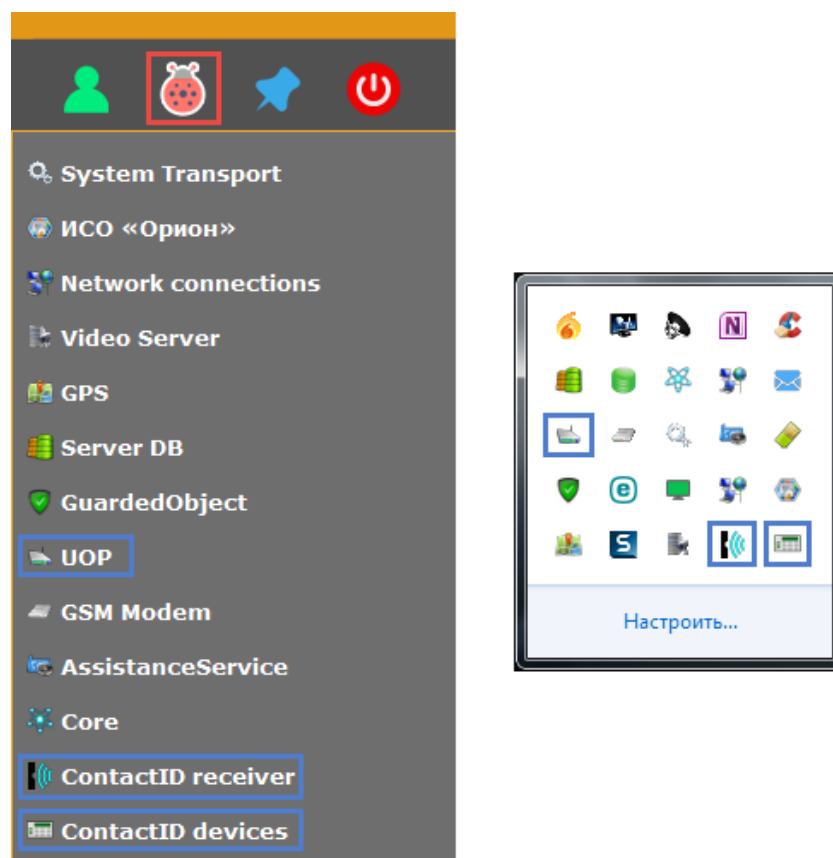 System Transport
ИСО «Орион»
Network connections
Video Server
GPS
Server DB
GuardedObject
UOP
GSM Modem
AssistanceService
Core
ContactID receiver
ContactID devices
N
e
S
Настроить...